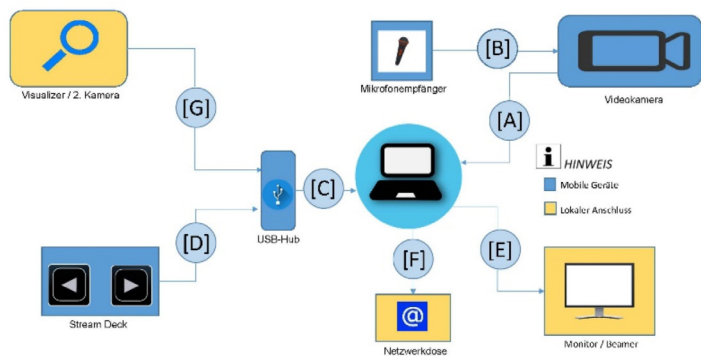 [B]
Mikrofonempfänger
Videokamera
Visualizer / 2. Kamera
[G]
[A]
HINWEIS
Mobile Geräte
Lokaler Anschluss
[C]
USB-Hub
[D]
[E]
[F]
@
Stream Deck
Netzwerkdose
Monitor / Beamer